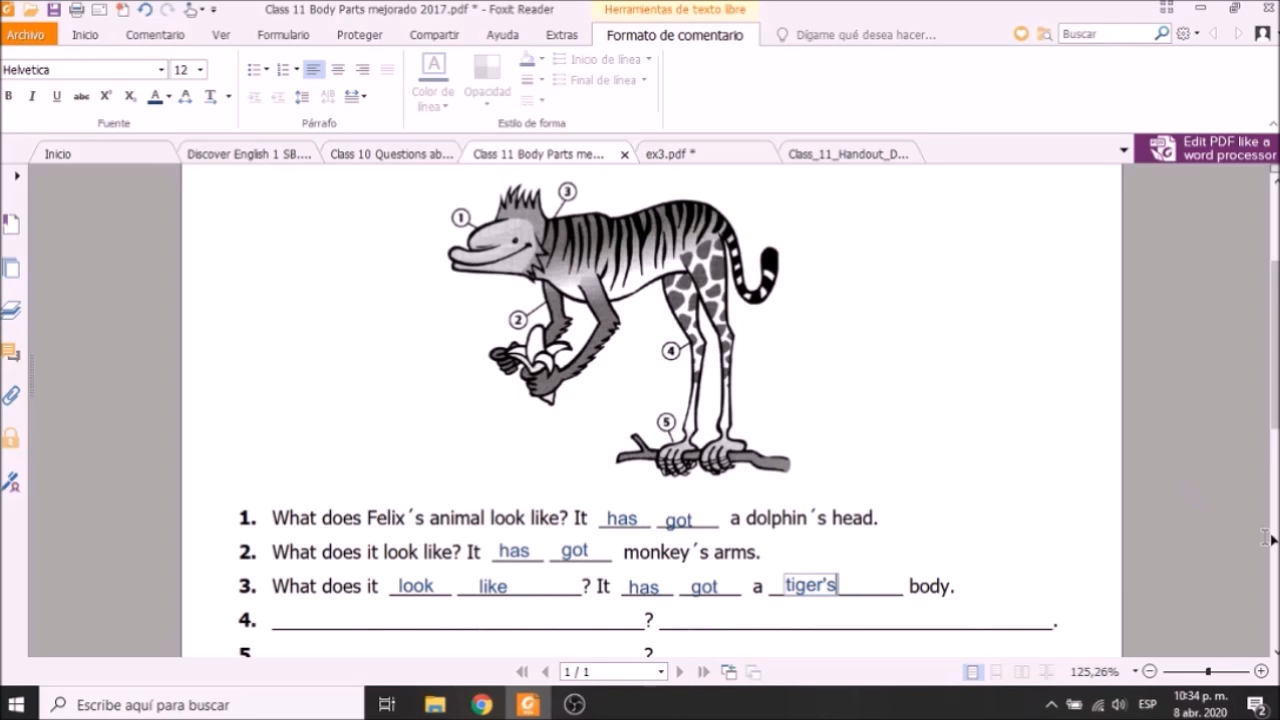 Class 11 Body Parts mejorado 2017.pdf * - Foxit Reader
Herramientas de texto libre
Archivo Inicio Comentario Ver Formulario Proteger Compartir Ayuda Extras Formato de comentario Dígame qué desea hacer... Buscar
Helvetica 12
Color de línea
Opacidad
Inicio de línea
Final de línea
Fuente Párrafo Estilo de forma
Inicio Discover English 1 SB.... Class 10 Questions ab... Class 11 Body Parts me... ex3.pdf * Class_11_Handout_D...
Edit PDF like a
word processor
3
1
2
4
5
1. What does Felix´s animal look like? It has got a dolphin´s head.
2. What does it look like? It has got monkey´s arms.
3. What does it look like ? It has got a tiger's body.
4. ? .
5. ?
1 / 1 125,26%
Escribe aquí para buscar
ESP
10:34 p. m.
8 abr. 2020
2